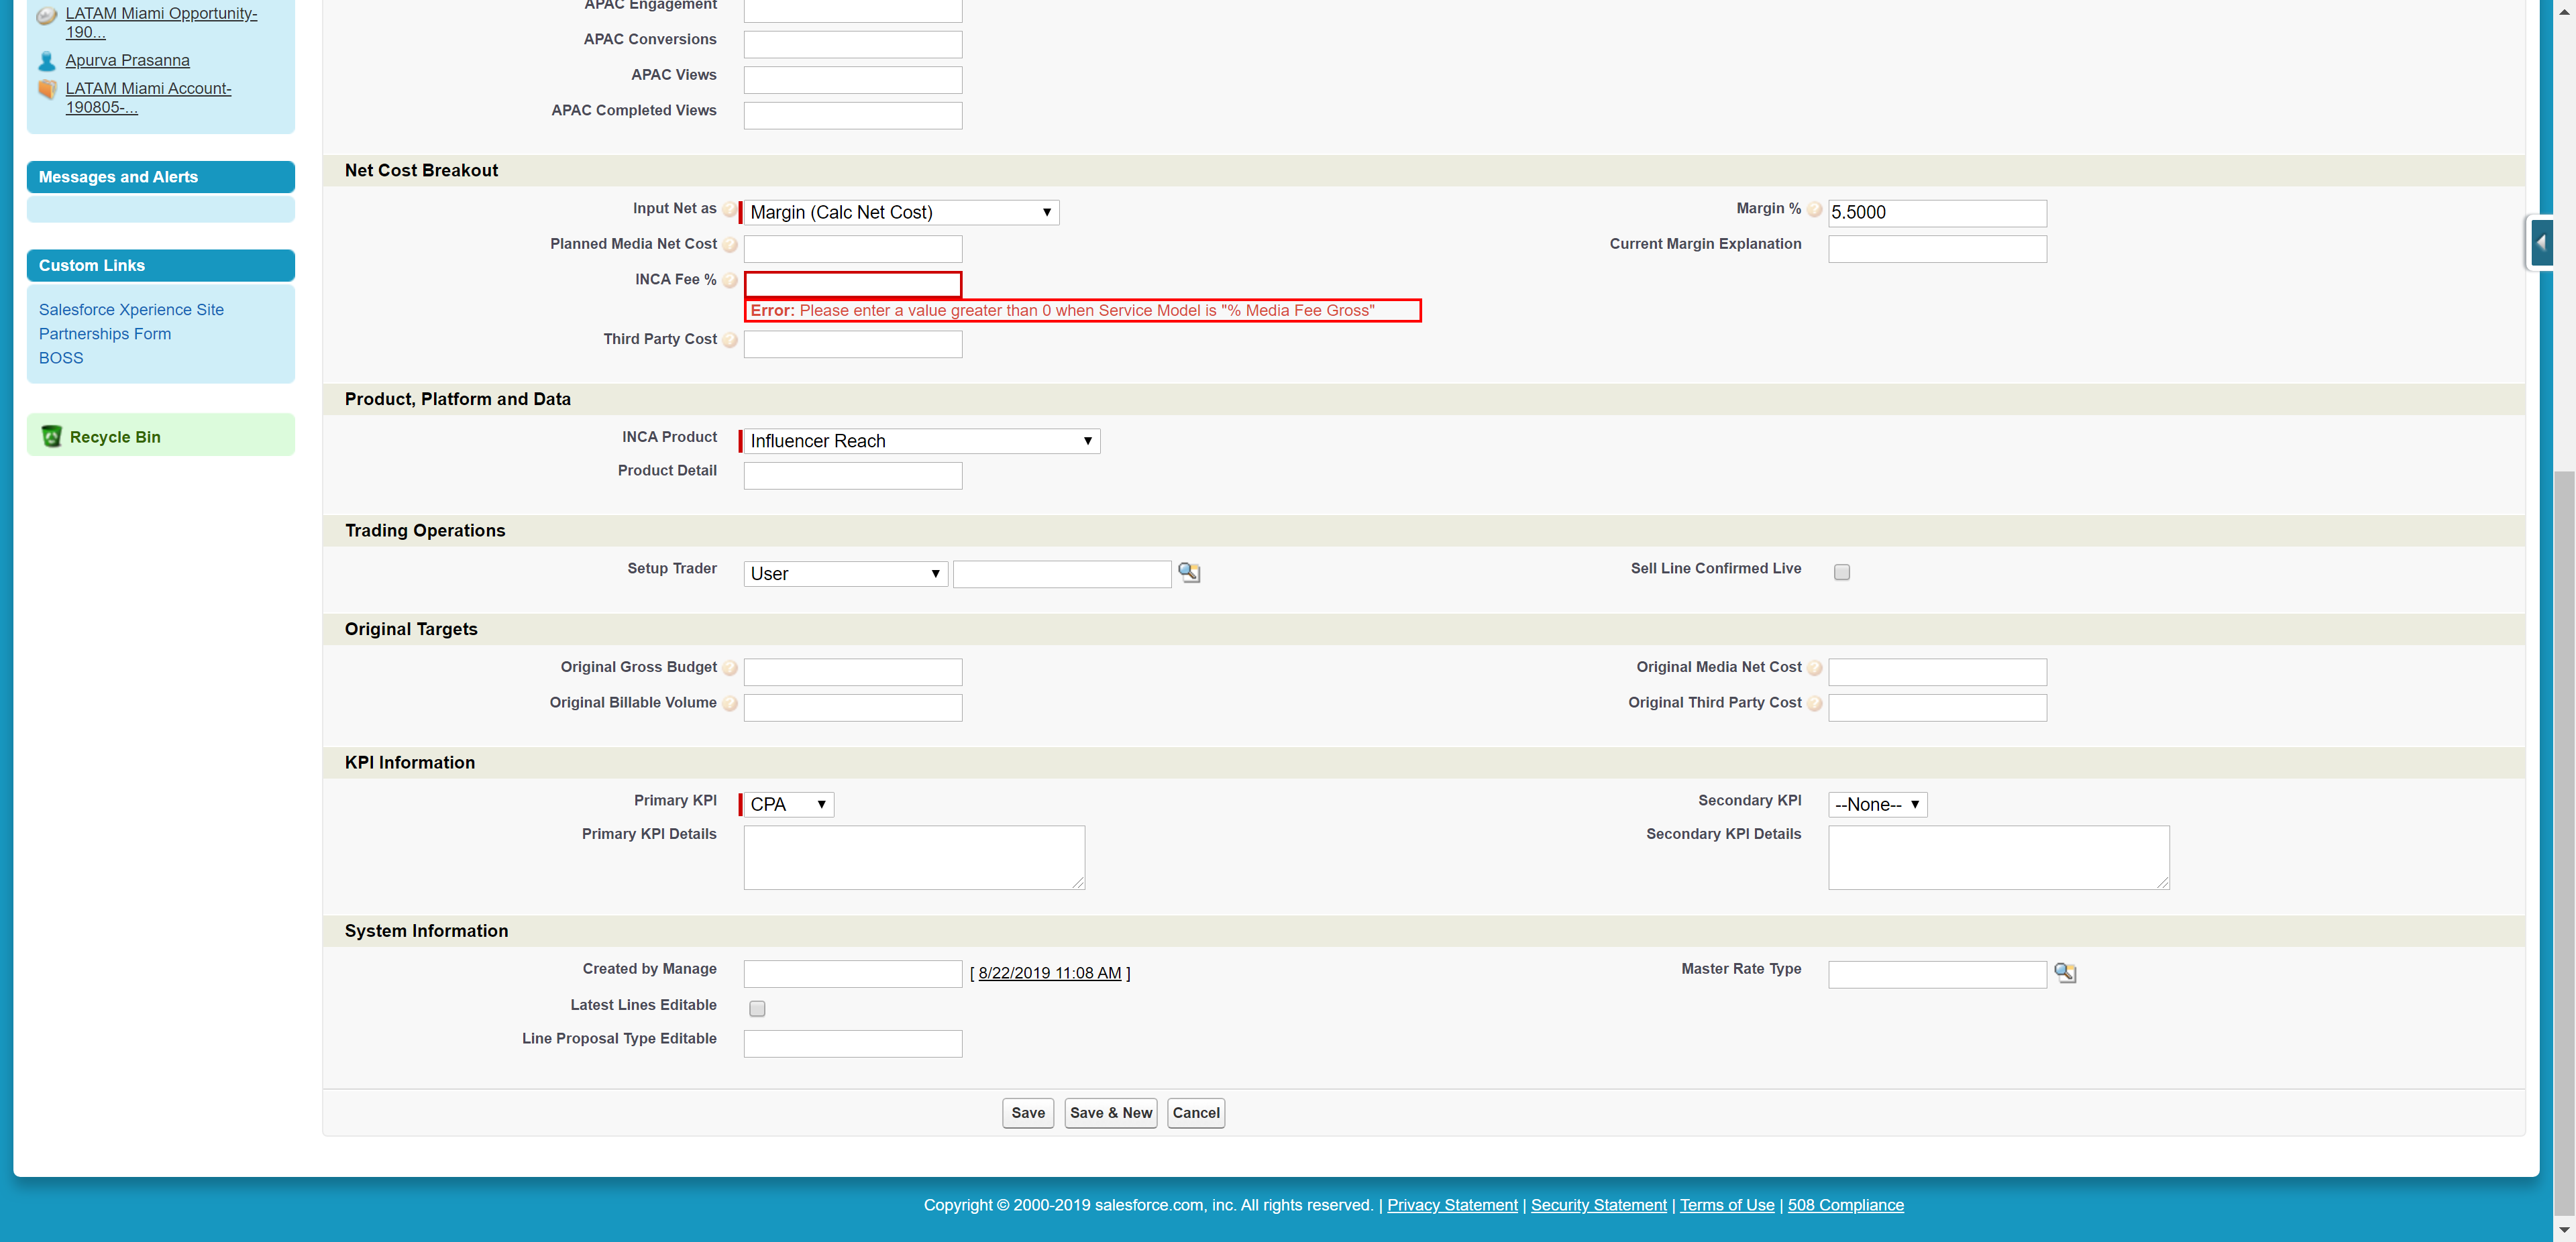 LATAM Miami Opportunity-
190...
Apurva Prasanna
LATAM Miami Account-
190805-...
Messages and Alerts
Custom Links
Salesforce Xperience Site
Partnerships Form
BOSS
Recycle Bin
APAC Engagement
APAC Conversions
APAC Views
APAC Completed Views
Net Cost Breakout
Input Net as Margin (Calc Net Cost) Margin % 5.5000
Planned Media Net Cost Current Margin Explanation
INCA Fee %
Error: Please enter a value greater than 0 when Service Model is "% Media Fee Gross"
Third Party Cost
Product, Platform and Data
INCA Product Influencer Reach
Product Detail
Trading Operations
Setup Trader User Sell Line Confirmed Live
Original Targets
Original Gross Budget Original Media Net Cost
Original Billable Volume Original Third Party Cost
KPI Information
Primary KPI CPA Secondary KPI --None--
Primary KPI Details Secondary KPI Details
System Information
Created by Manage [ 8/22/2019 11:08 AM ] Master Rate Type
Latest Lines Editable
Line Proposal Type Editable
Save Save & New Cancel
Copyright © 2000-2019 salesforce.com, inc. All rights reserved. | Privacy Statement | Security Statement | Terms of Use | 508 Compliance